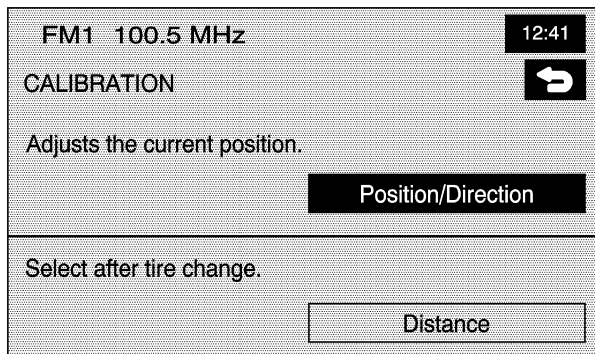 FM1 100.5 MHz
12:41
CALIBRATION
Adjusts the current position.
Position/Direction
Select after tire change.
Distance